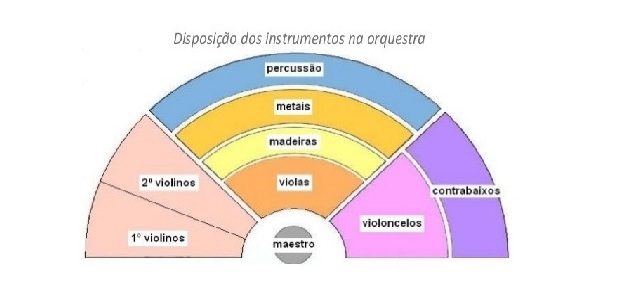 Disposição dos instrumentos na orquestra
percussão
metais
madeiras
violas
2º violinos
1º violinos
maestro
violoncelos
contrabaixos